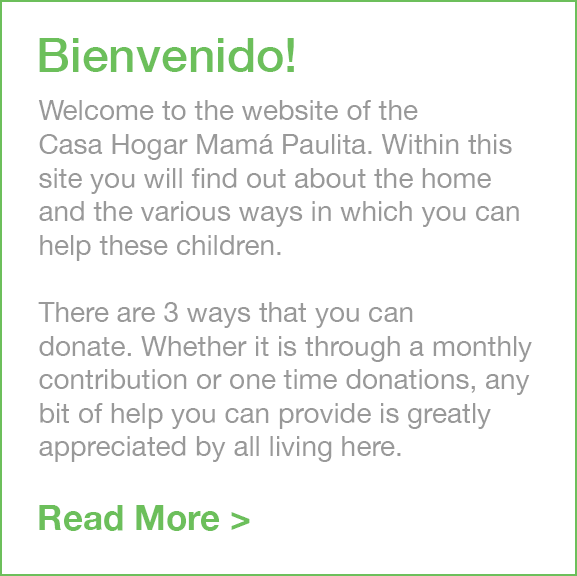 Bienvenido!
Welcome to the website of the
Casa Hogar Mamá Paulita. Within this
site you will find out about the home
and the various ways in which you can
help these children.
There are 3 ways that you can
donate. Whether it is through a monthly
contribution or one time donations, any
bit of help you can provide is greatly
appreciated by all living here.
Read More >